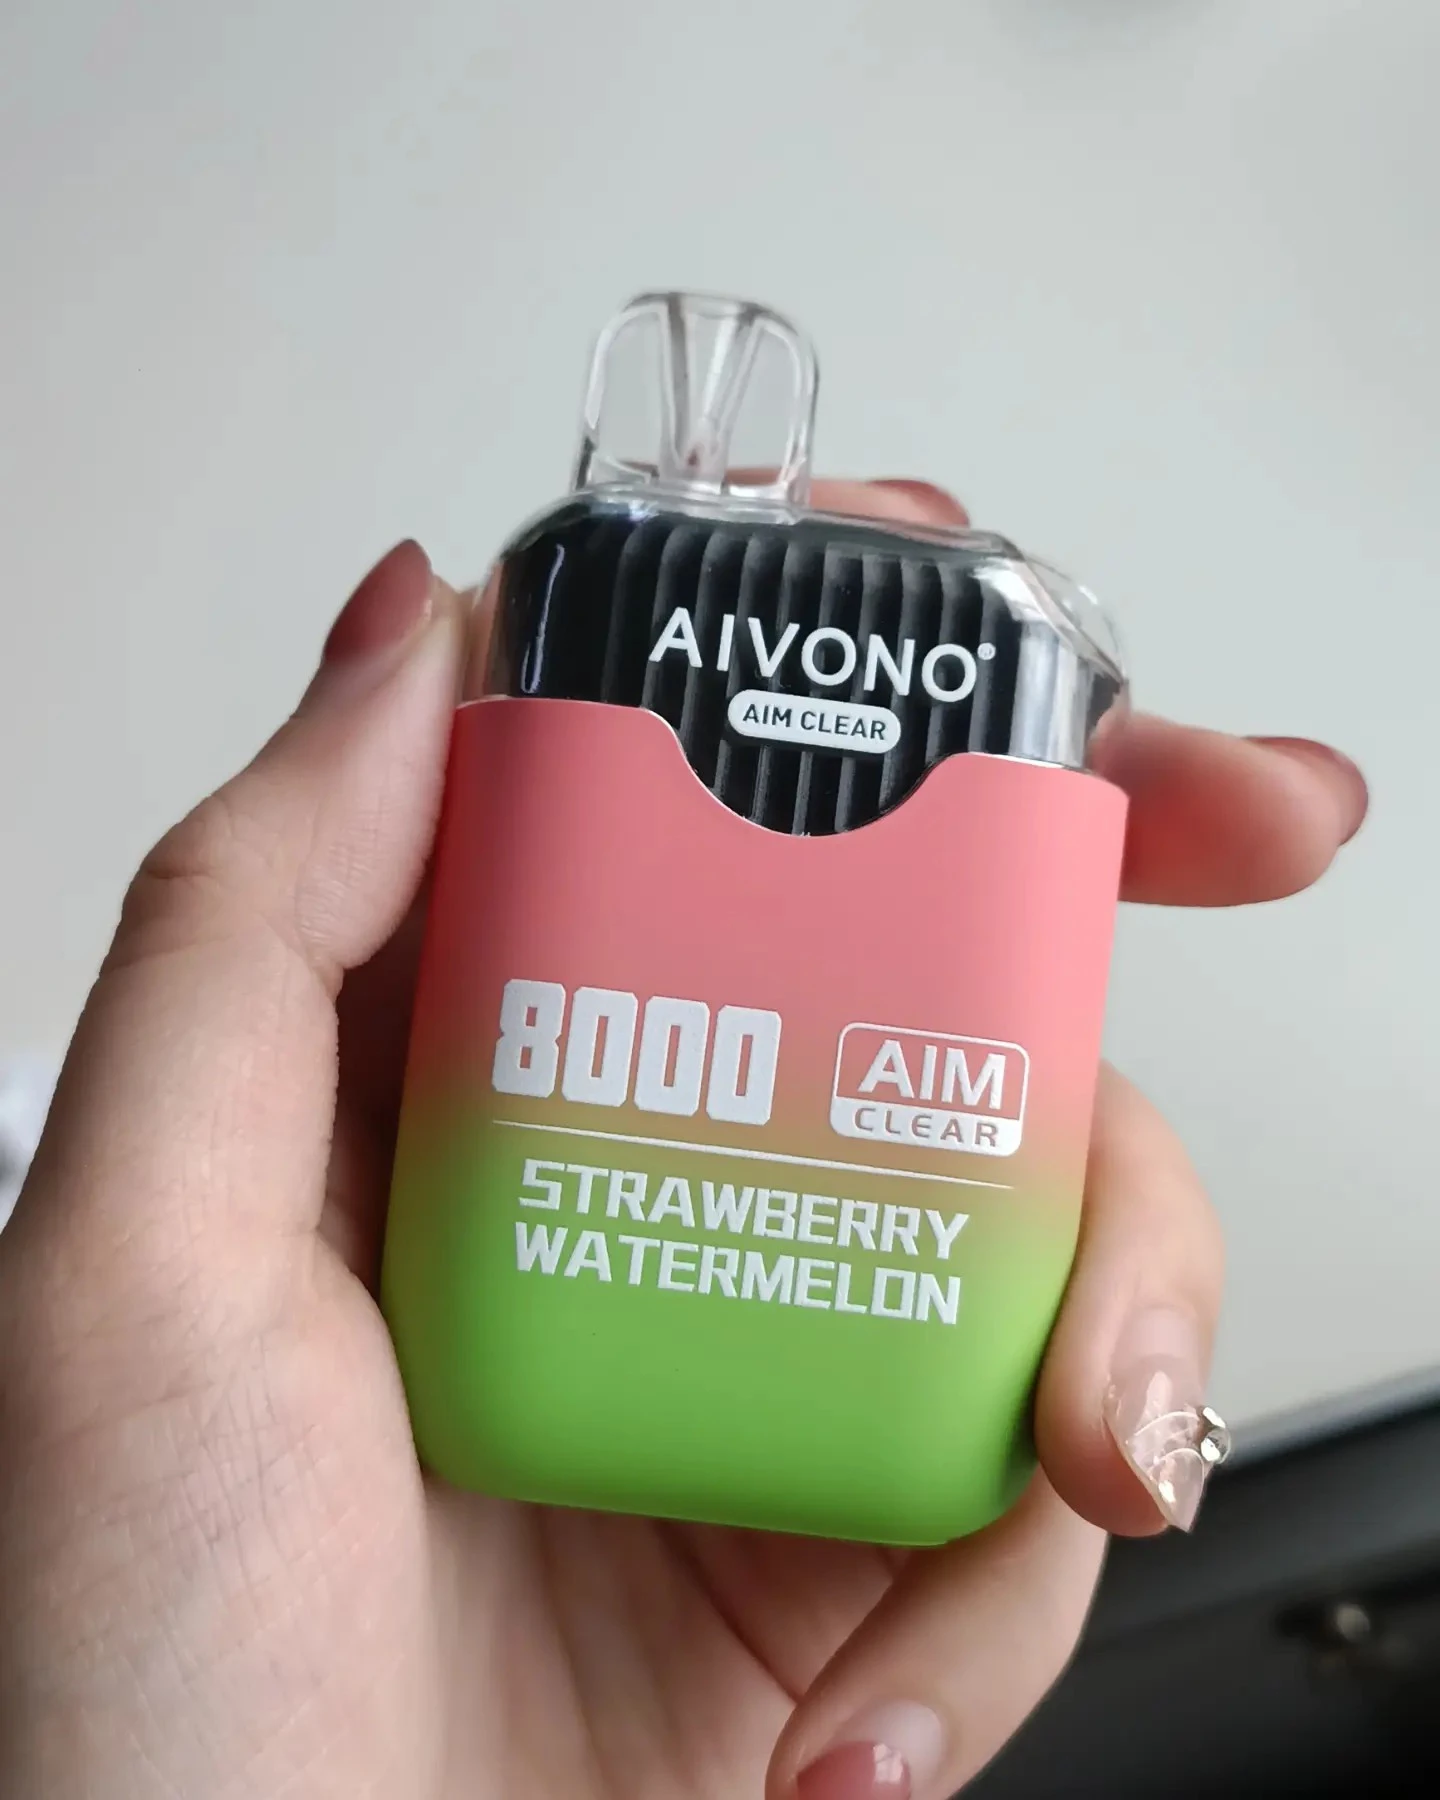 AIVONO®
AIM CLEAR
8000
AIM
CLEAR
STRAWBERRY
WATERMELON